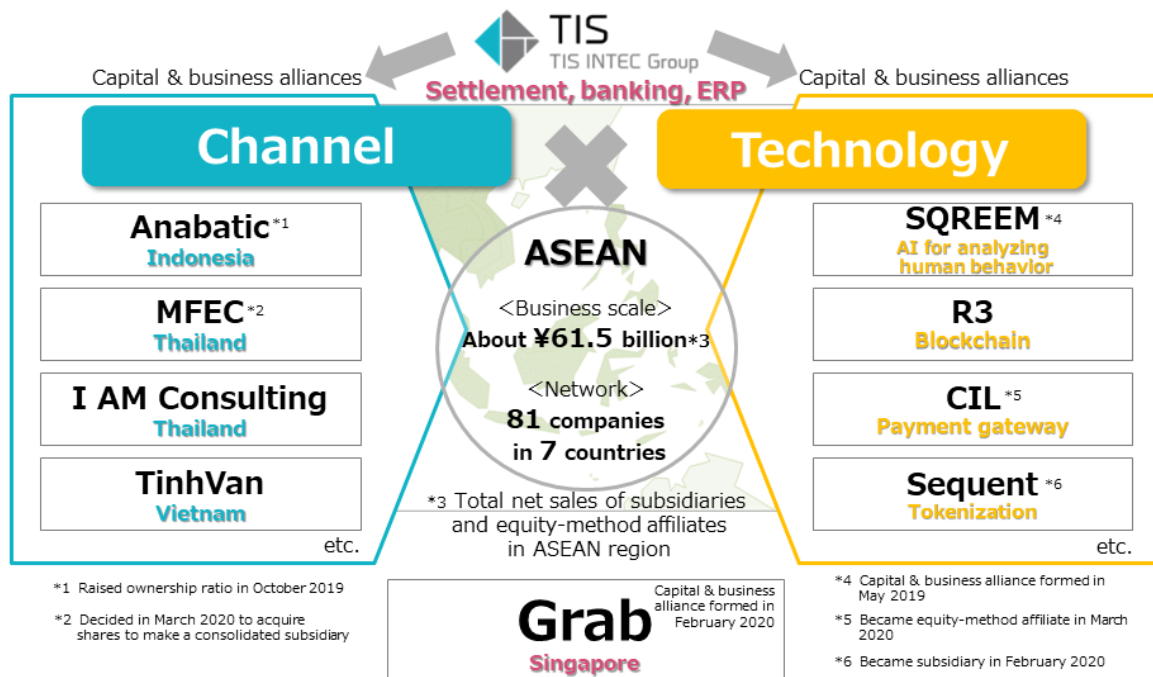 TIS
TIS INTEC Group
Settlement, banking, ERP
Capital & business alliances
Channel
Anabatic *1
Indonesia
MFEC *2
Thailand
I AM Consulting
Thailand
TinhVan
Vietnam
etc.
*1 Raised ownership ratio in October 2019
*2 Decided in March 2020 to acquire
shares to make a consolidated subsidiary
ASEAN
<Business scale>
About ¥61.5 billion*3
<Network>
81 companies
in 7 countries
*3 Total net sales of subsidiaries
and equity-method affiliates
in ASEAN region
Grab
Singapore
Capital & business
alliance formed in
February 2020
Capital & business alliances
Technology
SQREEM *4
AI for analyzing
human behavior
R3
Blockchain
CIL *5
Payment gateway
Sequent *6
Tokenization
etc.
*4 Capital & business alliance formed in
May 2019
*5 Became equity-method affiliate in March
2020
*6 Became subsidiary in February 2020